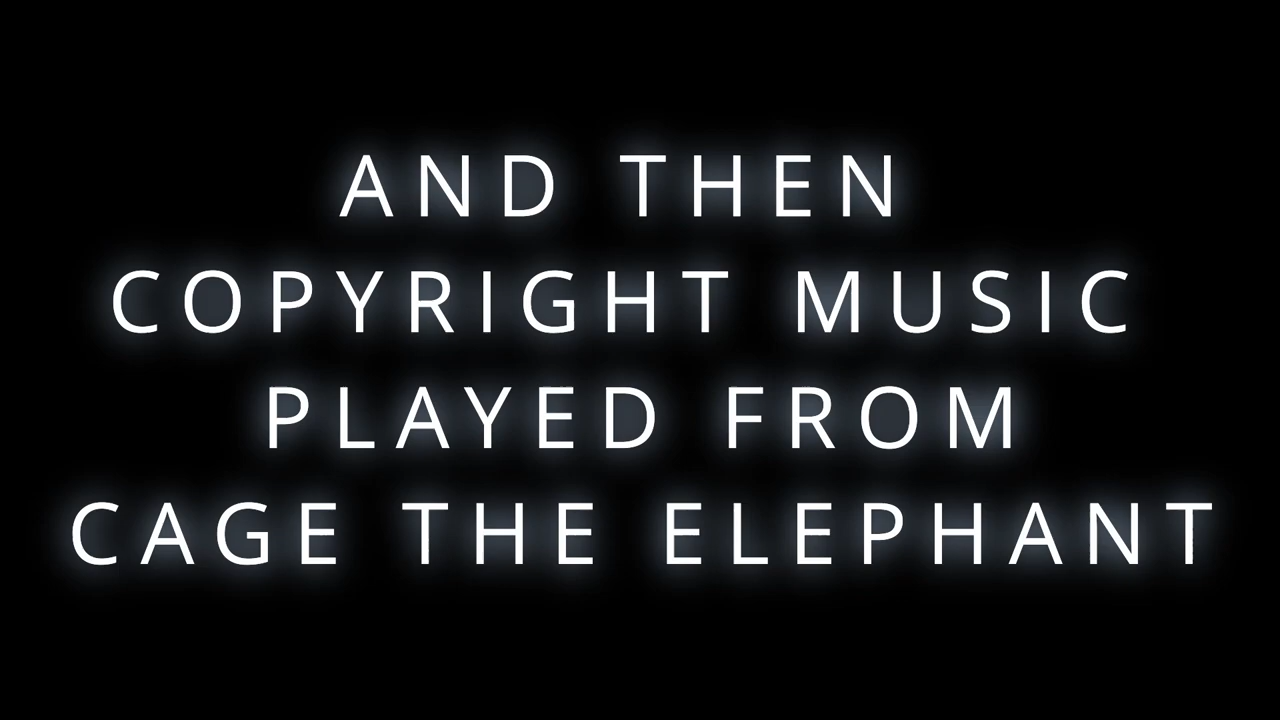 AND THEN
COPYRIGHT MUSIC
PLAYED FROM
CAGE THE ELEPHANT